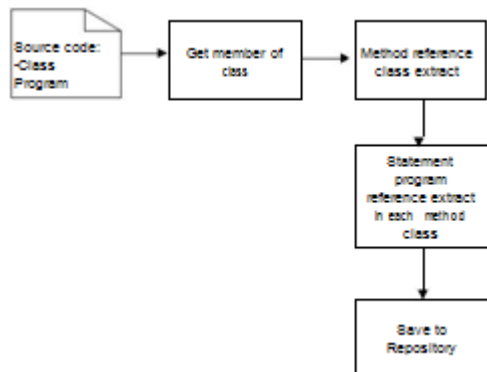 Source code:
-Class
Program
Get member of
class
Method reference
class extract
Statement
program
reference extract
in each method
class
Save to
Repository